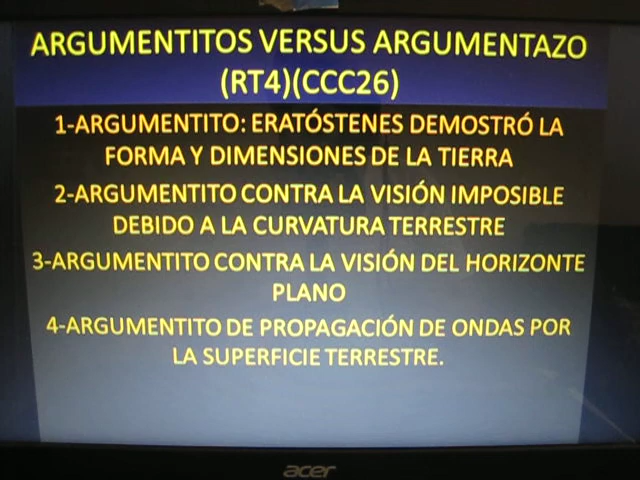 ARGUMENTITOS VERSUS ARGUMENTAZO
(RT4)(CCC26)
1-ARGUMENTITO: ERATÓSTENES DEMOSTRÓ LA
FORMA Y DIMENSIONES DE LA TIERRA
2-ARGUMENTITO CONTRA LA VISIÓN IMPOSIBLE
DEBIDO A LA CURVATURA TERRESTRE
3-ARGUMENTITO CONTRA LA VISIÓN DEL HORIZONTE
PLANO
4-ARGUMENTITO DE PROPAGACIÓN DE ONDAS POR
LA SUPERFICIE TERRESTRE.
acer